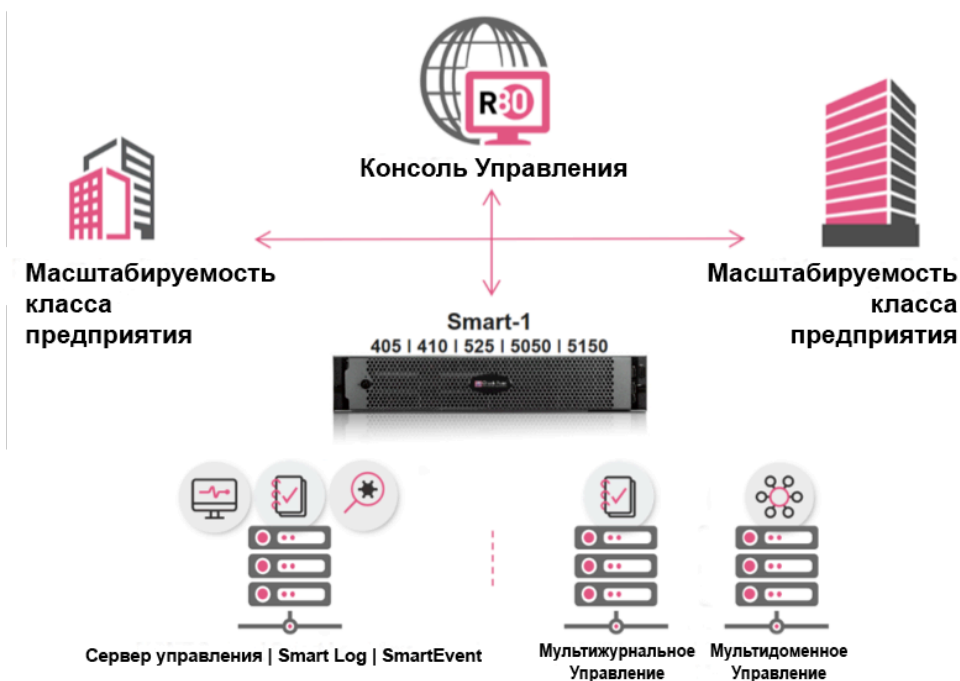 R80
Консоль Управления
Масштабируемость
класса
предприятия
Масштабируемость
класса
предприятия
Smart-1
405 | 410 | 525 | 5050 | 5150
Сервер управления | Smart Log | SmartEvent
Мультижурнальное
Управление
Мультидоменное
Управление